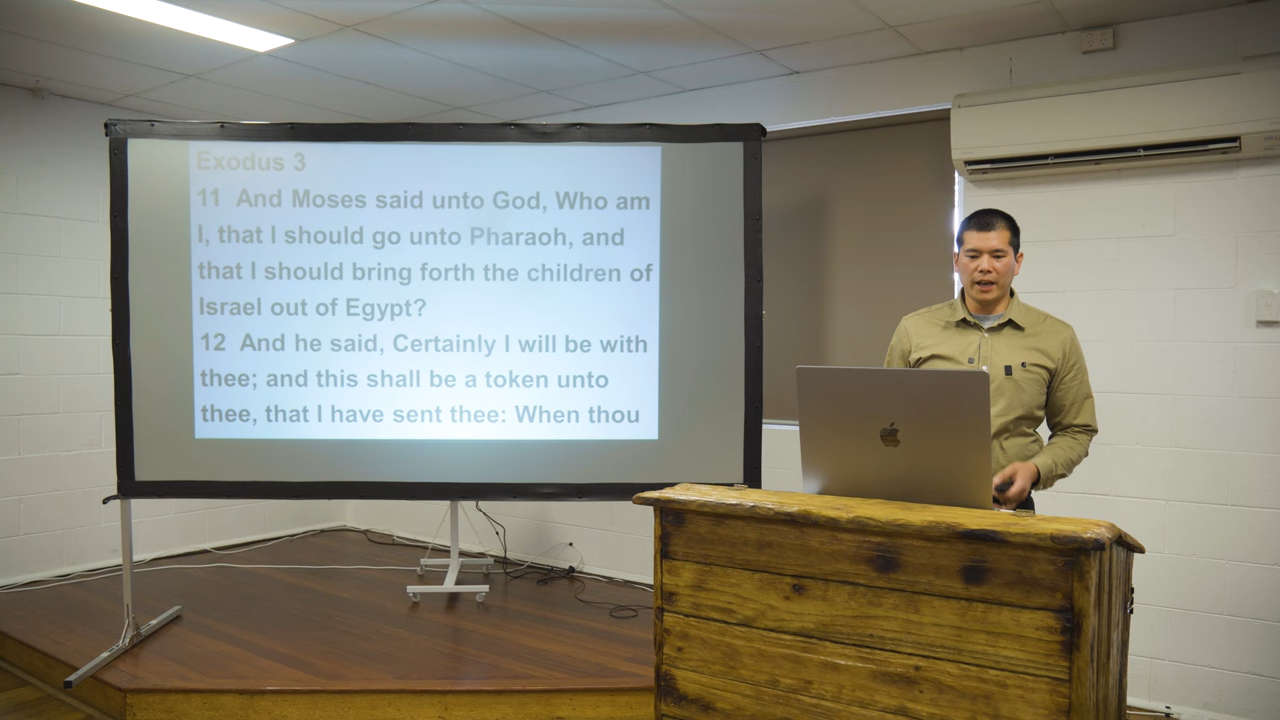 Exodus 3
11 And Moses said unto God, Who am
I, that I should go unto Pharaoh, and
that I should bring forth the children of
Israel out of Egypt?
12 And he said, Certainly I will be with
thee; and this shall be a token unto
thee, that I have sent thee: When thou